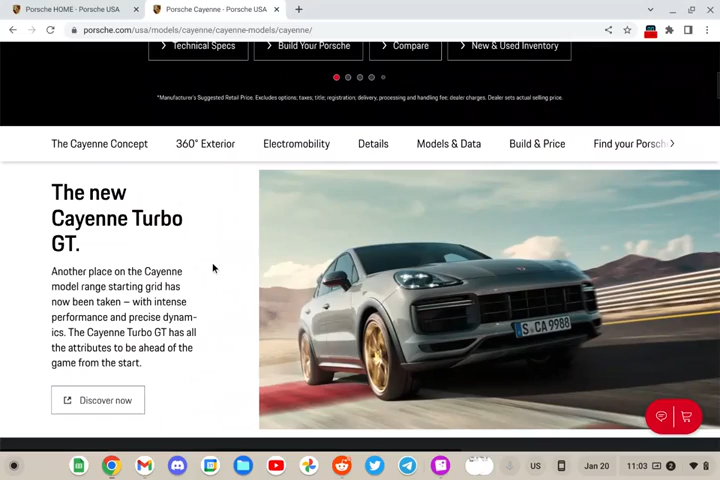 Porsche HOME - Porsche USA
Porsche Cayenne - Porsche USA
porsche.com/usa/models/cayenne/cayenne-models/cayenne/
Technical Specs
Build Your Porsche
Compare
New & Used Inventory
*Manufacturer's Suggested Retail Price. Excludes options; taxes; title; registration; delivery, processing and handling fee; dealer charges. Dealer sets actual selling price.
The Cayenne Concept
360° Exterior
Electromobility
Details
Models & Data
Build & Price
Find your Porsche
The new
Cayenne Turbo
GT.
Another place on the Cayenne
model range starting grid has
now been taken – with intense
performance and precise dynam-
ics. The Cayenne Turbo GT has all
the attributes to be ahead of the
game from the start.
Discover now
S CA 9988
US
Jan 20
11:03
2